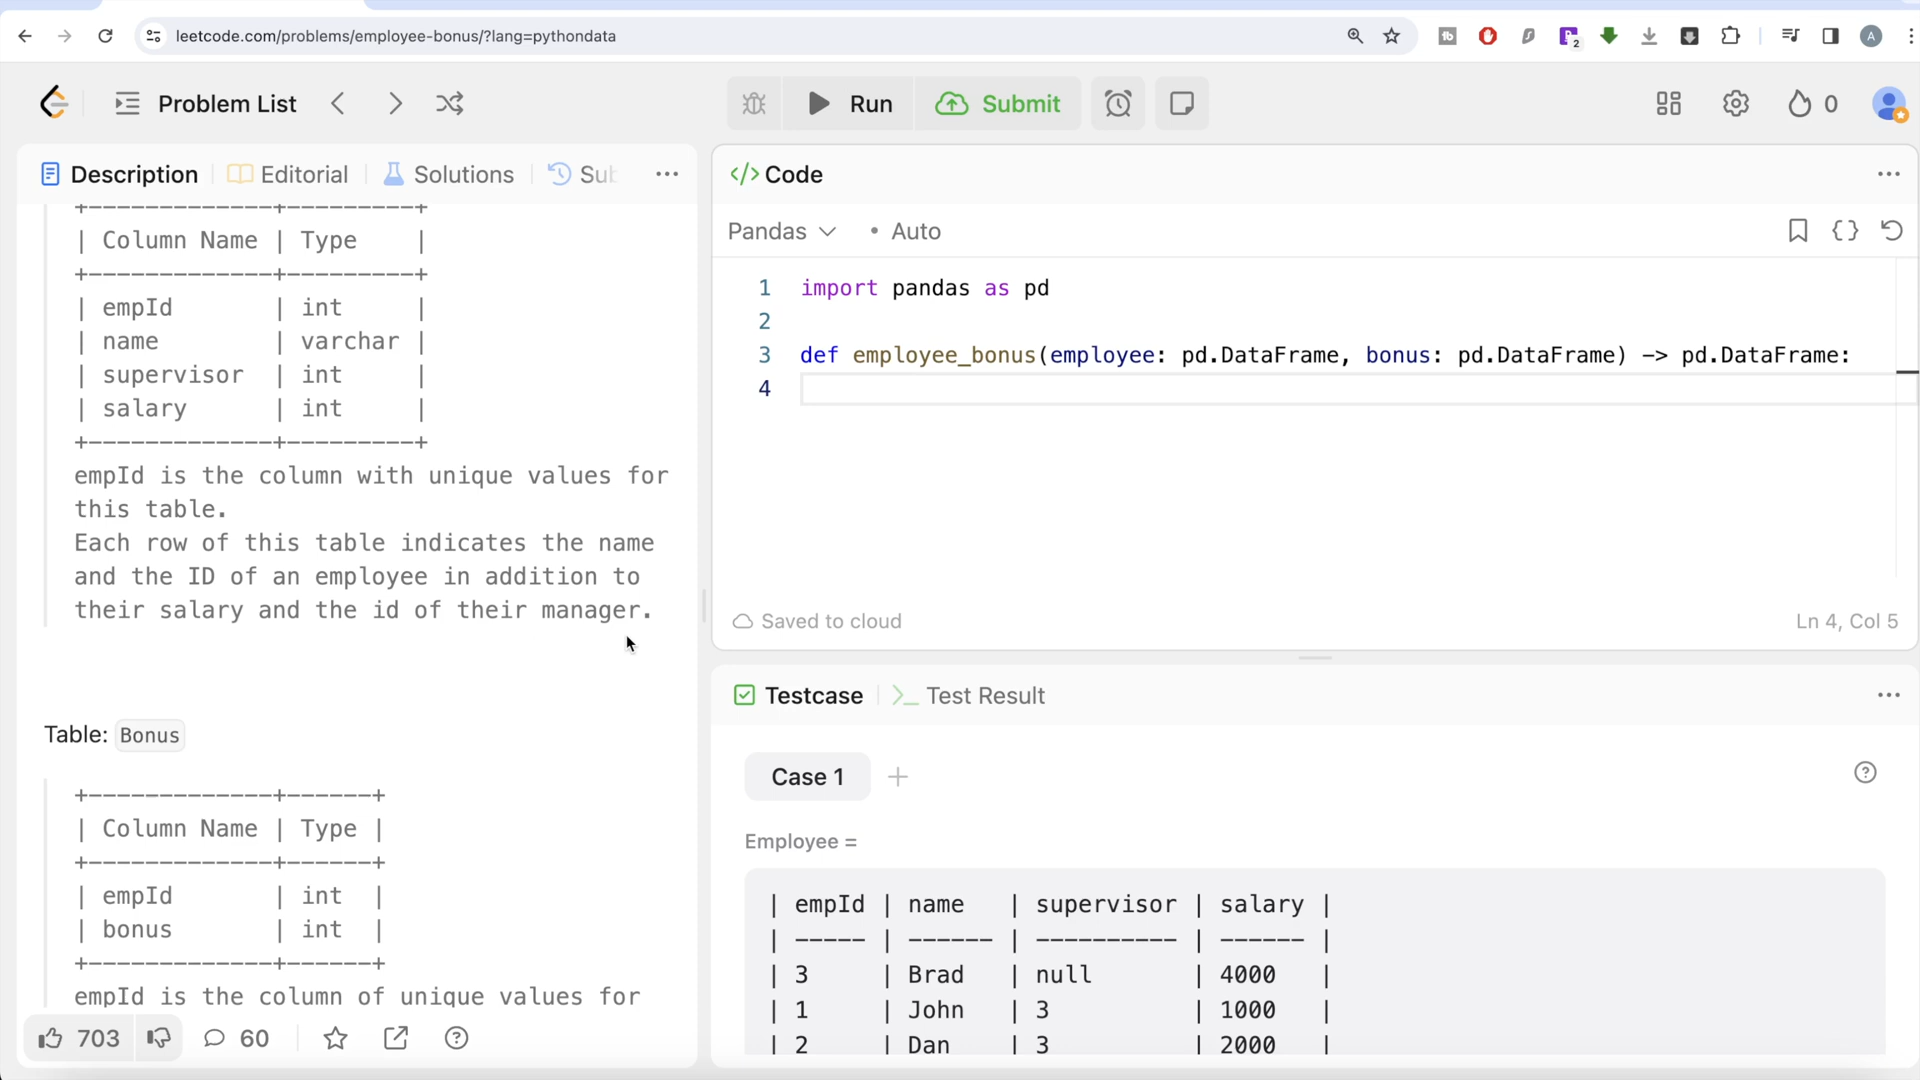 leetcode.com/problems/employee-bonus/?lang=pythondata
2
A
Problem List
Run
Submit
0
Description
Editorial
Solutions
Sub
+-------------+---------+
| Column Name | Type    |
+-------------+---------+
| empId       | int     |
| name        | varchar |
| supervisor  | int     |
| salary      | int     |
+-------------+---------+
empId is the column with unique values for
this table.
Each row of this table indicates the name
and the ID of an employee in addition to
their salary and the id of their manager.
Table: Bonus
+-------------+------+
| Column Name | Type |
+-------------+------+
| empId       | int  |
| bonus       | int  |
+-------------+------+
empId is the column of unique values for
703
60
</> Code
Pandas
• Auto
1 import pandas as pd
2
3 def employee_bonus(employee: pd.DataFrame, bonus: pd.DataFrame) -> pd.DataFrame:
4
Saved to cloud
Ln 4, Col 5
Testcase
>_ Test Result
Case 1
+
Employee =
| empId | name   | supervisor | salary |
| ----- | ------ | ---------- | ------ |
| 3     | Brad   | null       | 4000   |
| 1     | John   | 3          | 1000   |
| 2     | Dan    | 3          | 2000   |